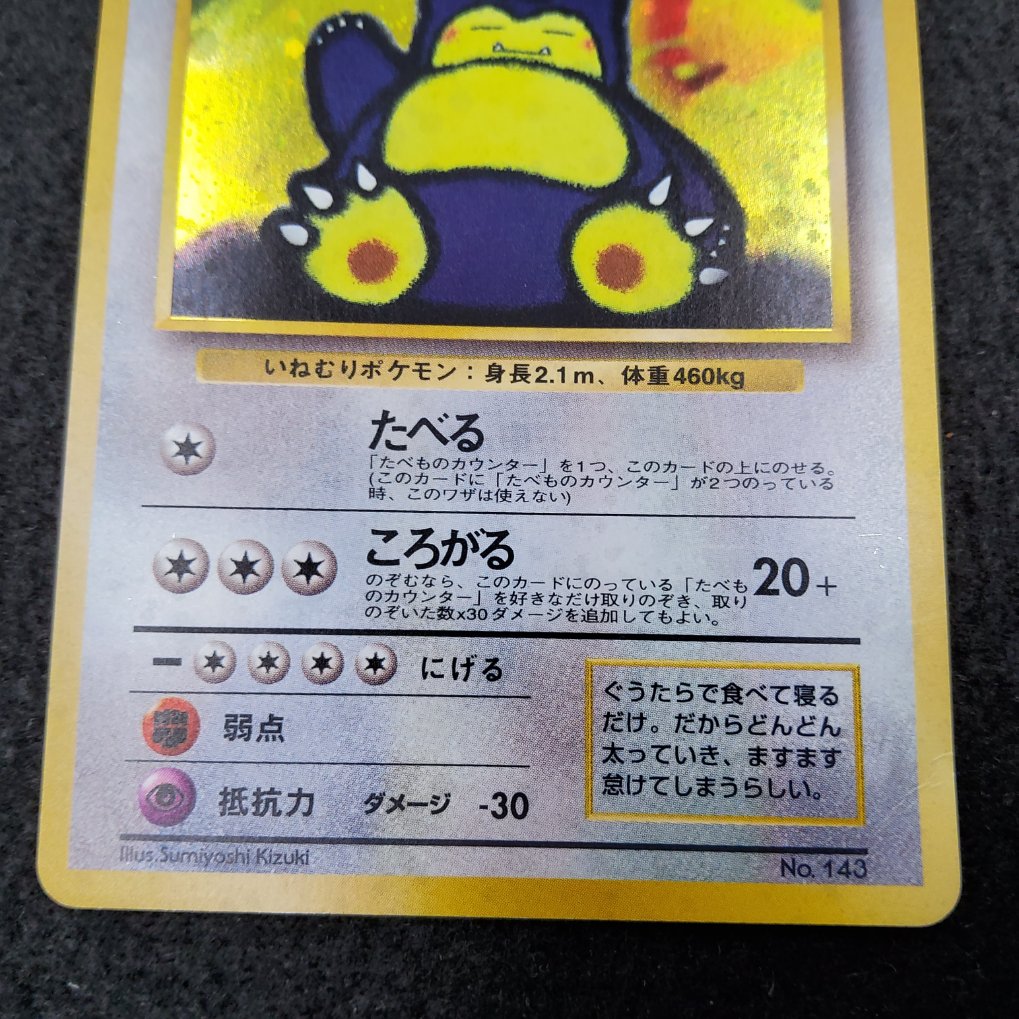 いねむりポケモン：身長2.1m、体重460kg
たべる
「たべものカウンター」を1つ、このカードの上にのせる。
(このカードに「たべものカウンター」が2つのっている
時、このワザは使えない)
ころがる
のぞむなら、このカードにのっている「たべも
のカウンター」を好きなだけ取りのぞき、取り
のぞいた数x30ダメージを追加してもよい。
20+
− にげる
弱点
抵抗力 ダメージ -30
ぐうたらで食べて寝る
だけ。だからどんどん
太っていき、ますます
怠けてしまうらしい。
Illus.Sumiyoshi Kizuki
No. 143